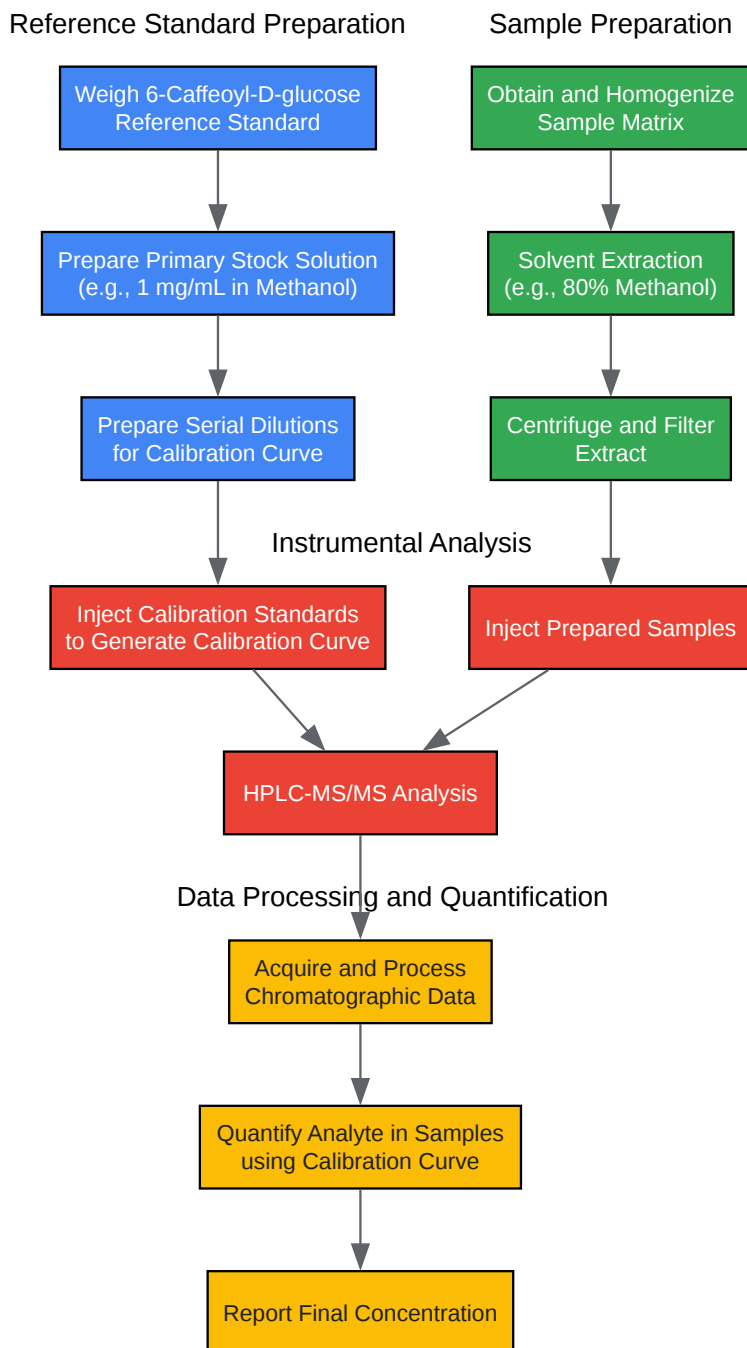 Reference Standard Preparation
Sample Preparation
Weigh 6-Caffeoyl-D-glucose
Reference Standard
Obtain and Homogenize
Sample Matrix
Prepare Primary Stock Solution
(e.g., 1 mg/mL in Methanol)
Solvent Extraction
(e.g., 80% Methanol)
Prepare Serial Dilutions
for Calibration Curve
Centrifuge and Filter
Extract
Instrumental Analysis
Inject Calibration Standards
to Generate Calibration Curve
Inject Prepared Samples
HPLC-MS/MS Analysis
Data Processing and Quantification
Acquire and Process
Chromatographic Data
Quantify Analyte in Samples
using Calibration Curve
Report Final Concentration